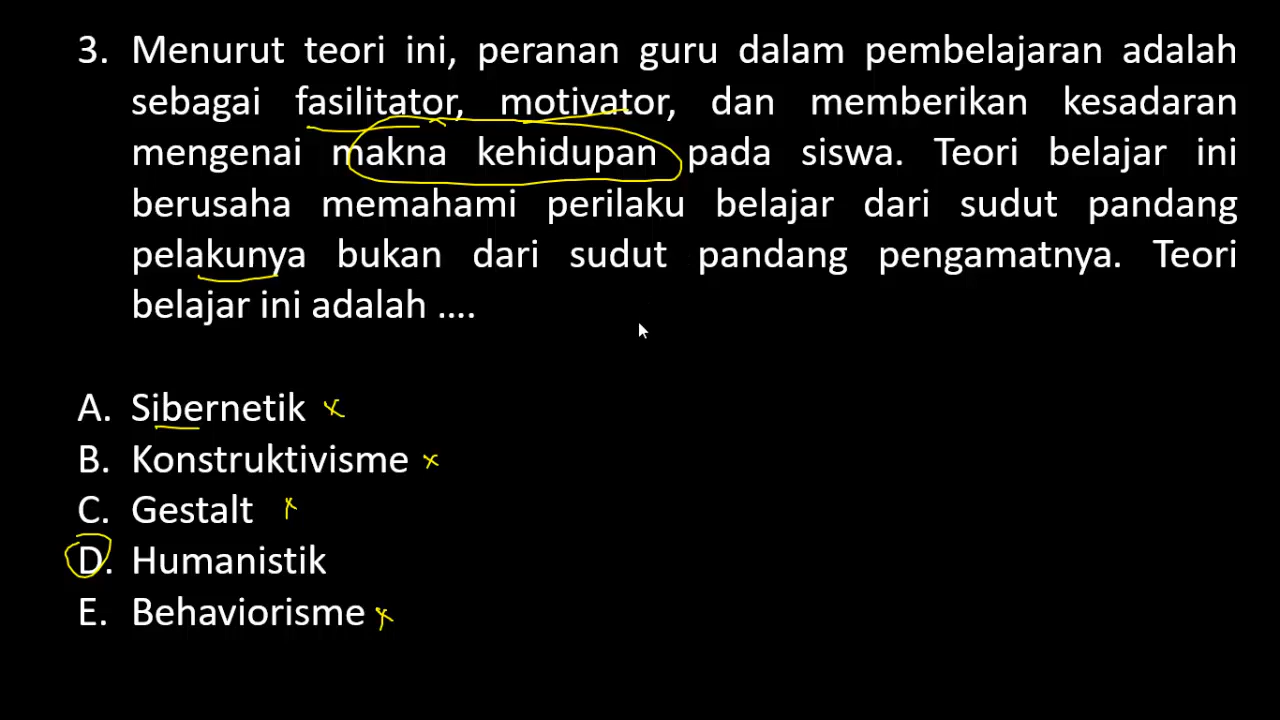 3. Menurut teori ini, peranan guru dalam pembelajaran adalah
sebagai fasilitator, motivator, dan memberikan kesadaran
mengenai makna kehidupan pada siswa. Teori belajar ini
berusaha memahami perilaku belajar dari sudut pandang
pelakunya bukan dari sudut pandang pengamatnya. Teori
belajar ini adalah ....
A. Sibernetik x
B. Konstruktivisme x
C. Gestalt x
D. Humanistik
E. Behaviorisme x